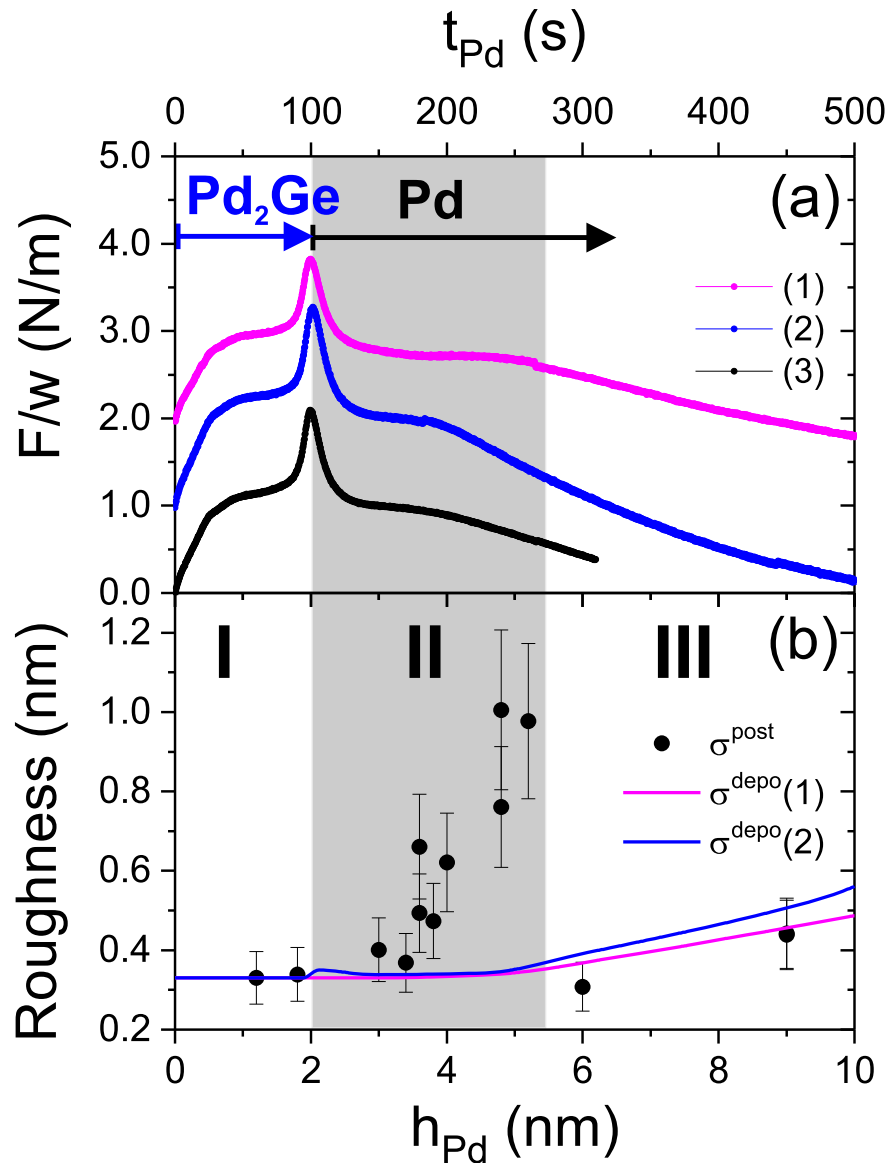 t_Pd (s)
0 100 200 300 400 500
5.0
4.0
3.0
2.0
1.0
0.0
F/w (N/m)
Pd₂Ge Pd (a)
(1)
(2)
(3)
1.2
1.0
0.8
0.6
0.4
0.2
Roughness (nm)
I II III (b)
σ^post
σ^depo(1)
σ^depo(2)
0 2 4 6 8 10
h_Pd (nm)